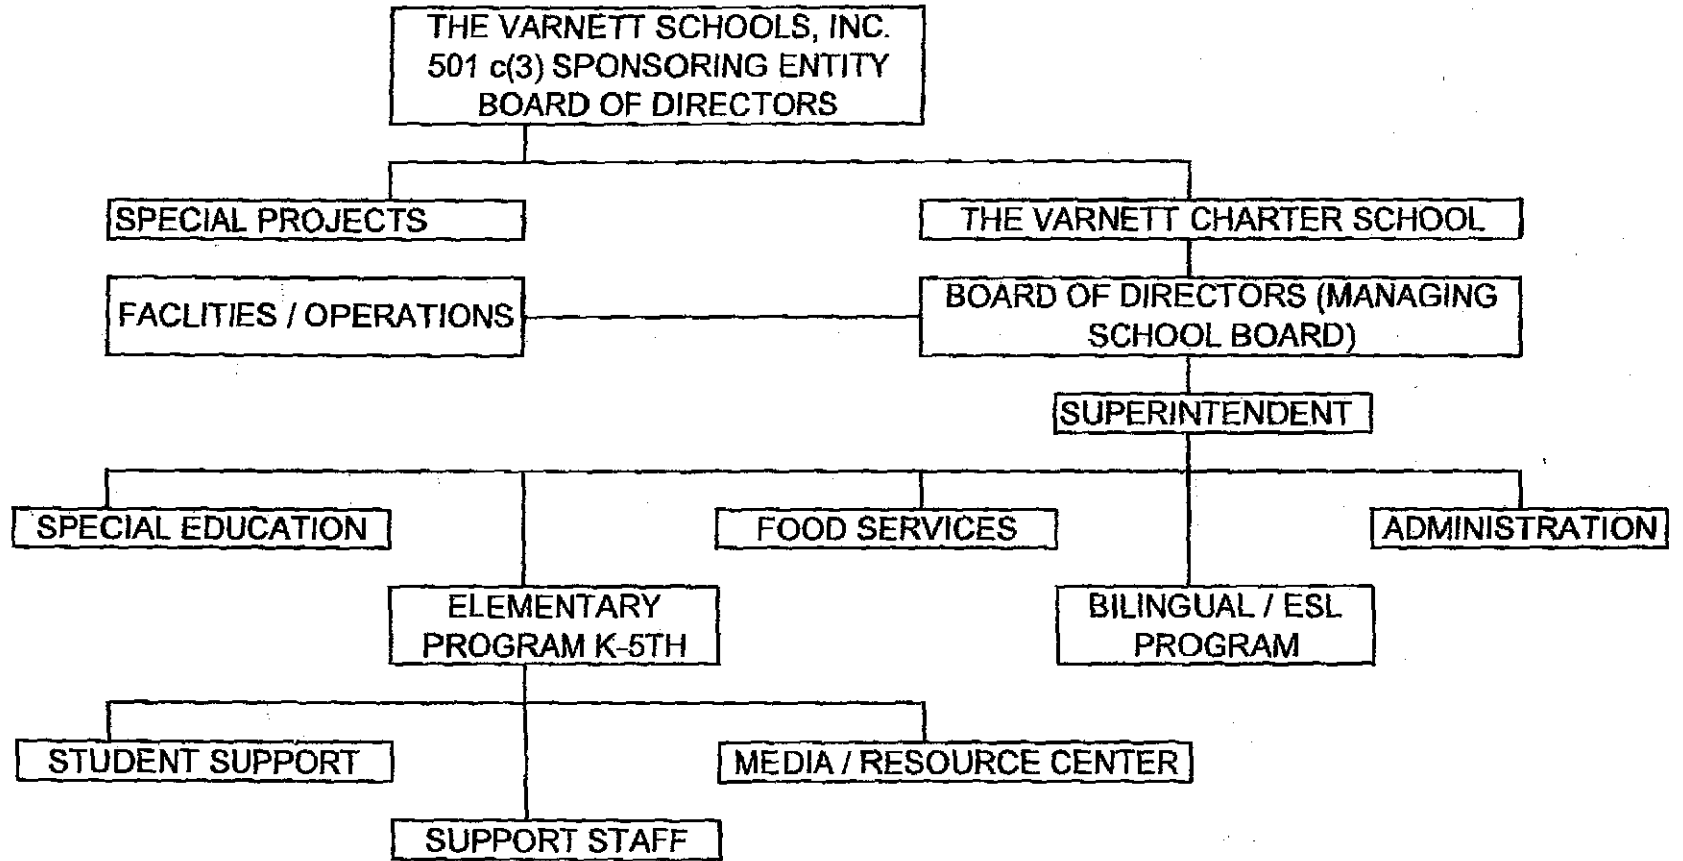 THE VARNETT SCHOOLS, INC.
501 c(3) SPONSORING ENTITY
BOARD OF DIRECTORS
SPECIAL PROJECTS
THE VARNETT CHARTER SCHOOL
FACLITIES / OPERATIONS
BOARD OF DIRECTORS (MANAGING
SCHOOL BOARD)
SUPERINTENDENT
SPECIAL EDUCATION
FOOD SERVICES
ADMINISTRATION
ELEMENTARY
PROGRAM K-5TH
BILINGUAL / ESL
PROGRAM
STUDENT SUPPORT
MEDIA / RESOURCE CENTER
SUPPORT STAFF